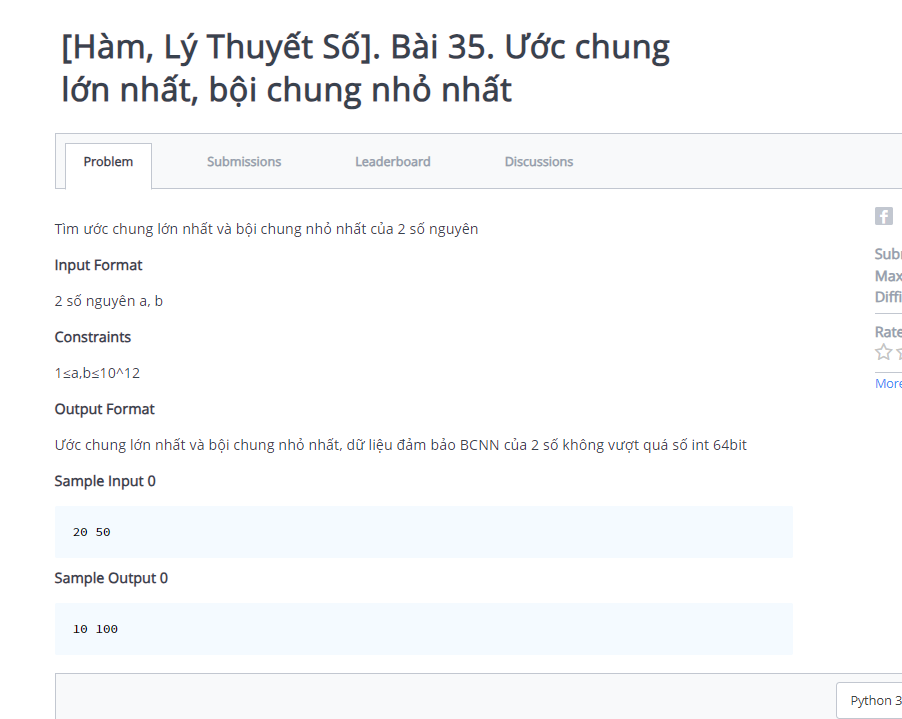 [Hàm, Lý Thuyết Số]. Bài 35. Ước chung
lớn nhất, bội chung nhỏ nhất
Problem
Submissions
Leaderboard
Discussions
Tìm ước chung lớn nhất và bội chung nhỏ nhất của 2 số nguyên
Input Format
2 số nguyên a, b
Constraints
1≤a,b≤10^12
Output Format
Ước chung lớn nhất và bội chung nhỏ nhất, dữ liệu đảm bảo BCNN của 2 số không vượt quá số int 64bit
Sample Input 0
20 50
Sample Output 0
10 100
f
Max
Diffi
Rate
More
Python 3